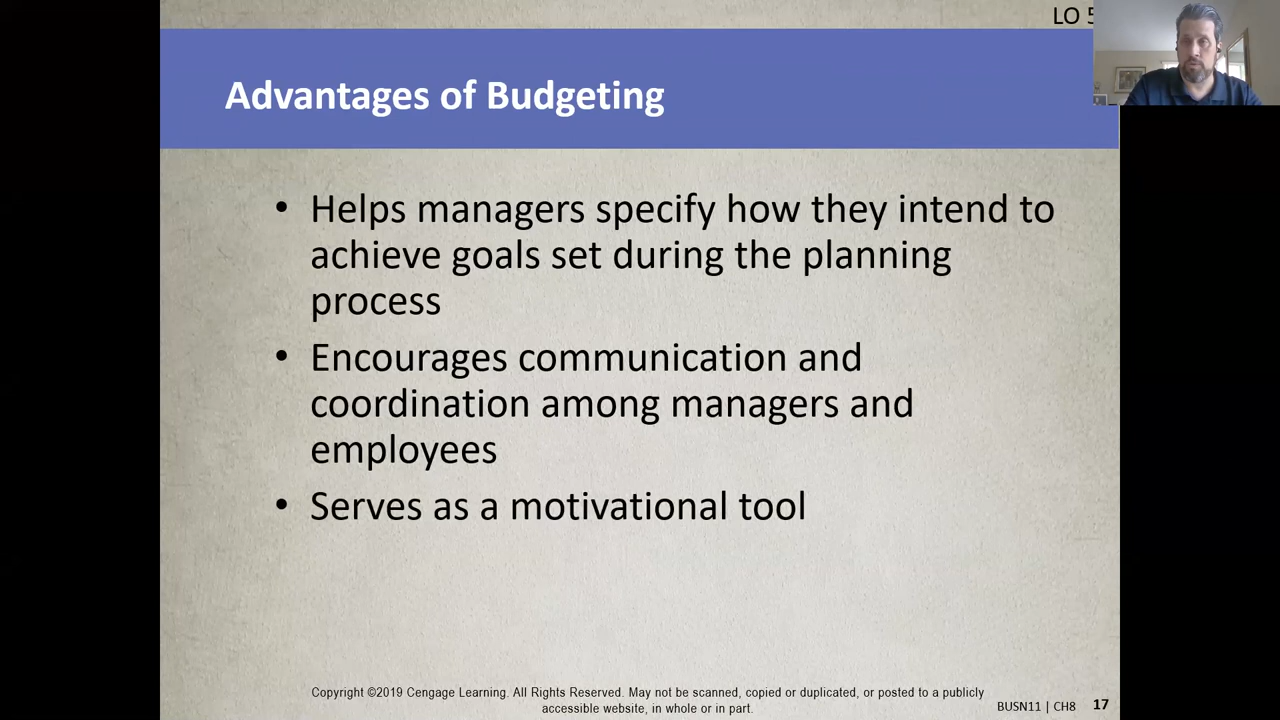 LO 5
Advantages of Budgeting
• Helps managers specify how they intend to
achieve goals set during the planning
process
• Encourages communication and
coordination among managers and
employees
• Serves as a motivational tool
Copyright ©2019 Cengage Learning. All Rights Reserved. May not be scanned, copied or duplicated, or posted to a publicly
accessible website, in whole or in part.
BUSN11 | CH8 17